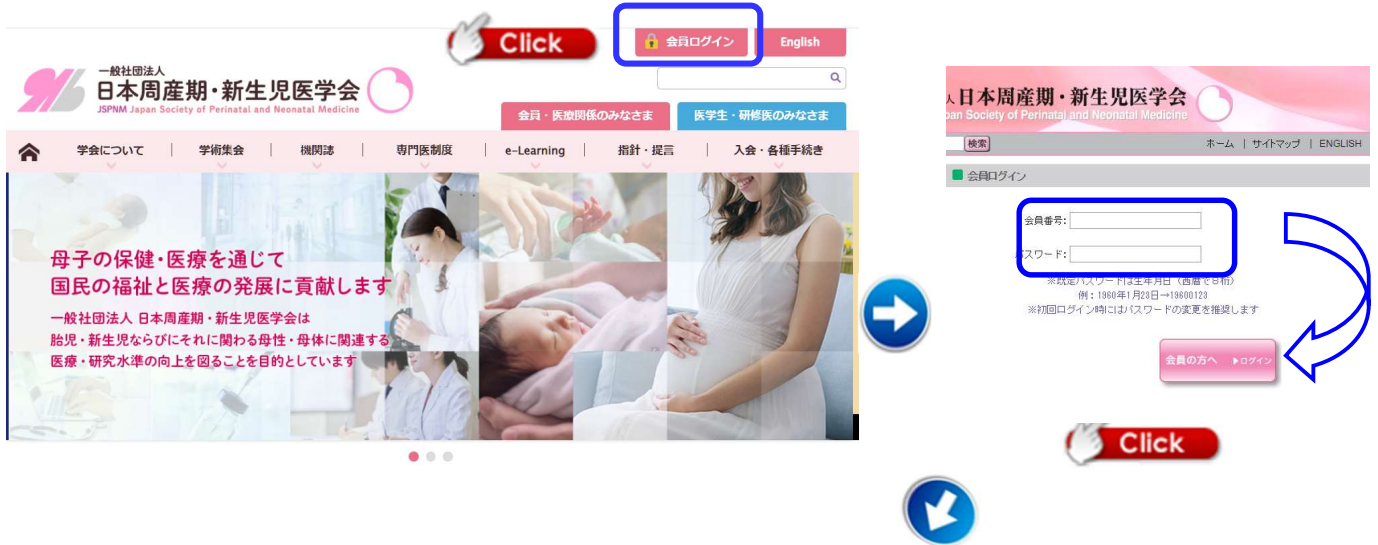 Click
会員ログイン
English
一般社団法人
日本周産期・新生児医学会
JSPNM Japan Society of Perinatal and Neonatal Medicine
会員・医療関係のみなさま
医学生・研修医のみなさま
学会について
学術集会
機関誌
専門医制度
e-Learning
指針・提言
入会・各種手続き
母子の保健・医療を通じて
国民の福祉と医療の発展に貢献します
一般社団法人 日本周産期・新生児医学会は
胎児・新生児ならびにそれに関わる母性・母体に関連する
医療・研究水準の向上を図ることを目的としています
日本周産期・新生児医学会
pan Society of Perinatal and Neonatal Medicine
検索
ホーム | サイトマップ | ENGLISH
会員ログイン
会員番号:
パスワード:
※既定パスワードは生年月日（西暦で8桁）
例：1960年1月23日→19600123
※初回ログイン時にはパスワードの変更を推奨します
会員の方へ ▶ログイン
Click